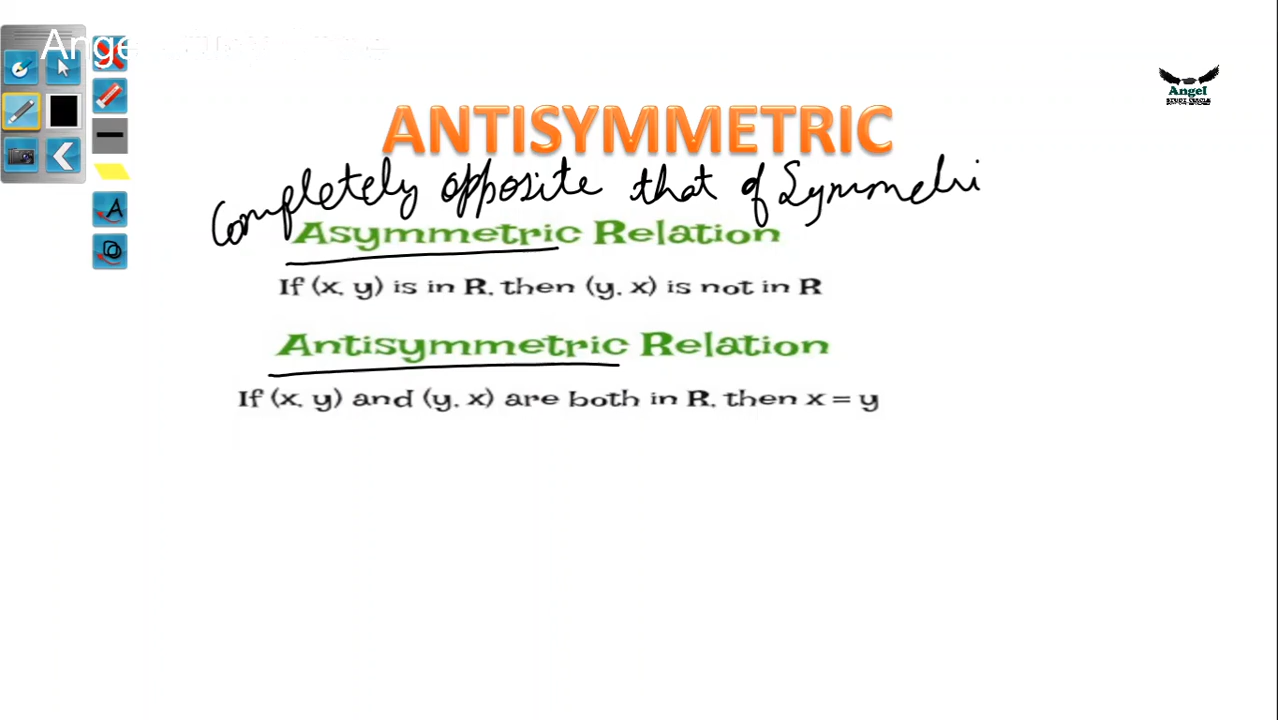 Angel
ANTISYMMETRIC
Completely opposite that of Symmetri
Asymmetric Relation
If (x, y) is in R, then (y, x) is not in R
Antisymmetric Relation
If (x, y) and (y, x) are both in R, then x = y